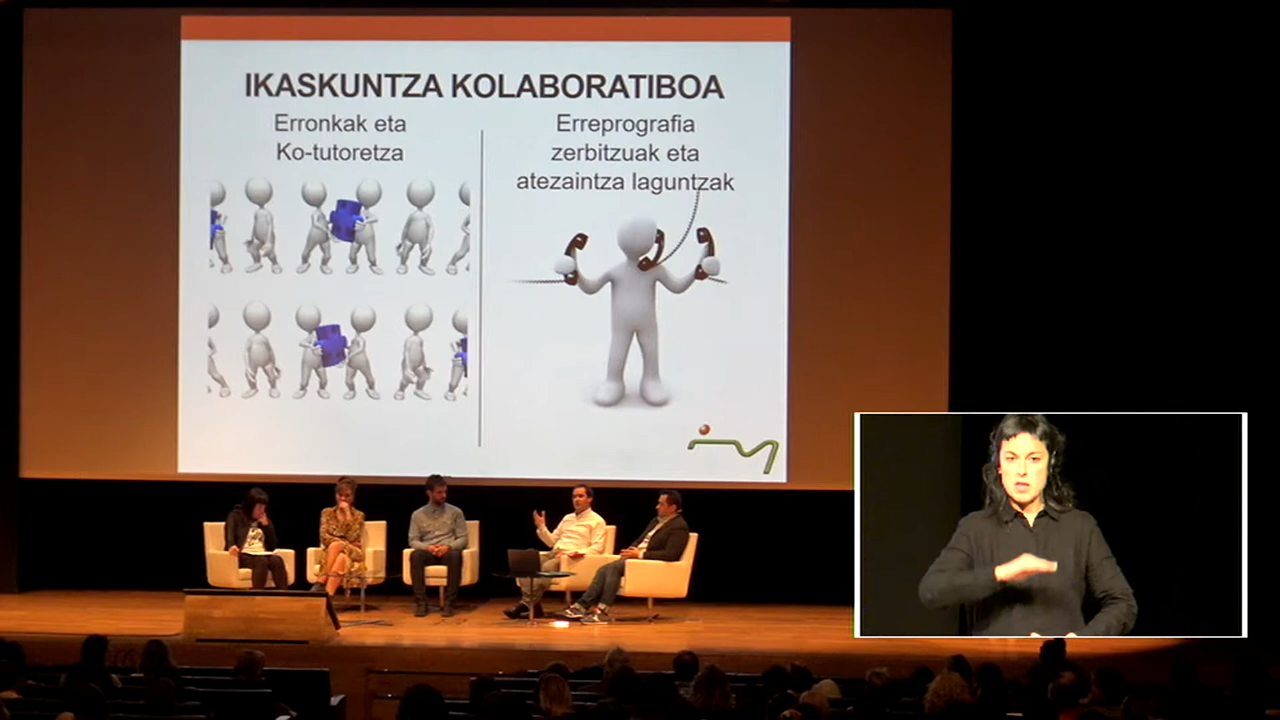 IKASKUNTZA KOLABORATIBOA
Erronkak eta
Ko-tutoretza
Erreprografia
zerbitzuak eta
atezaintza laguntzak